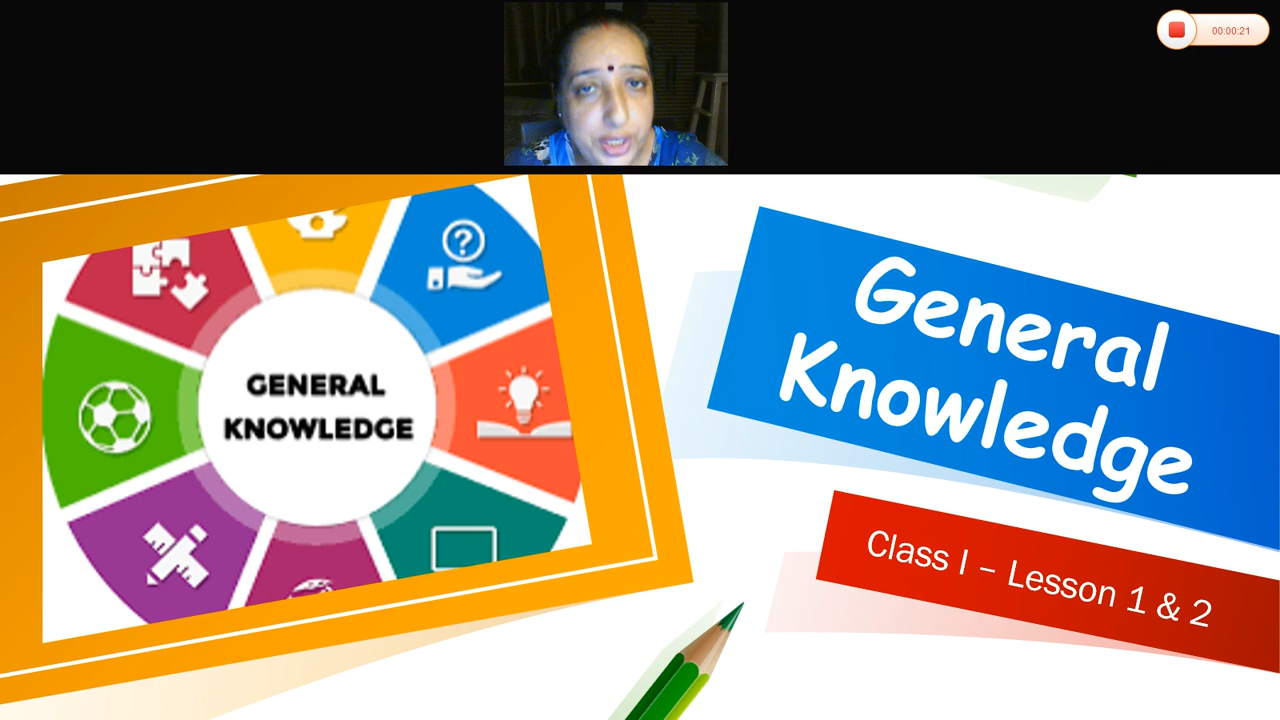 00:00:21
GENERAL
KNOWLEDGE
General
Knowledge
Class I – Lesson 1 & 2